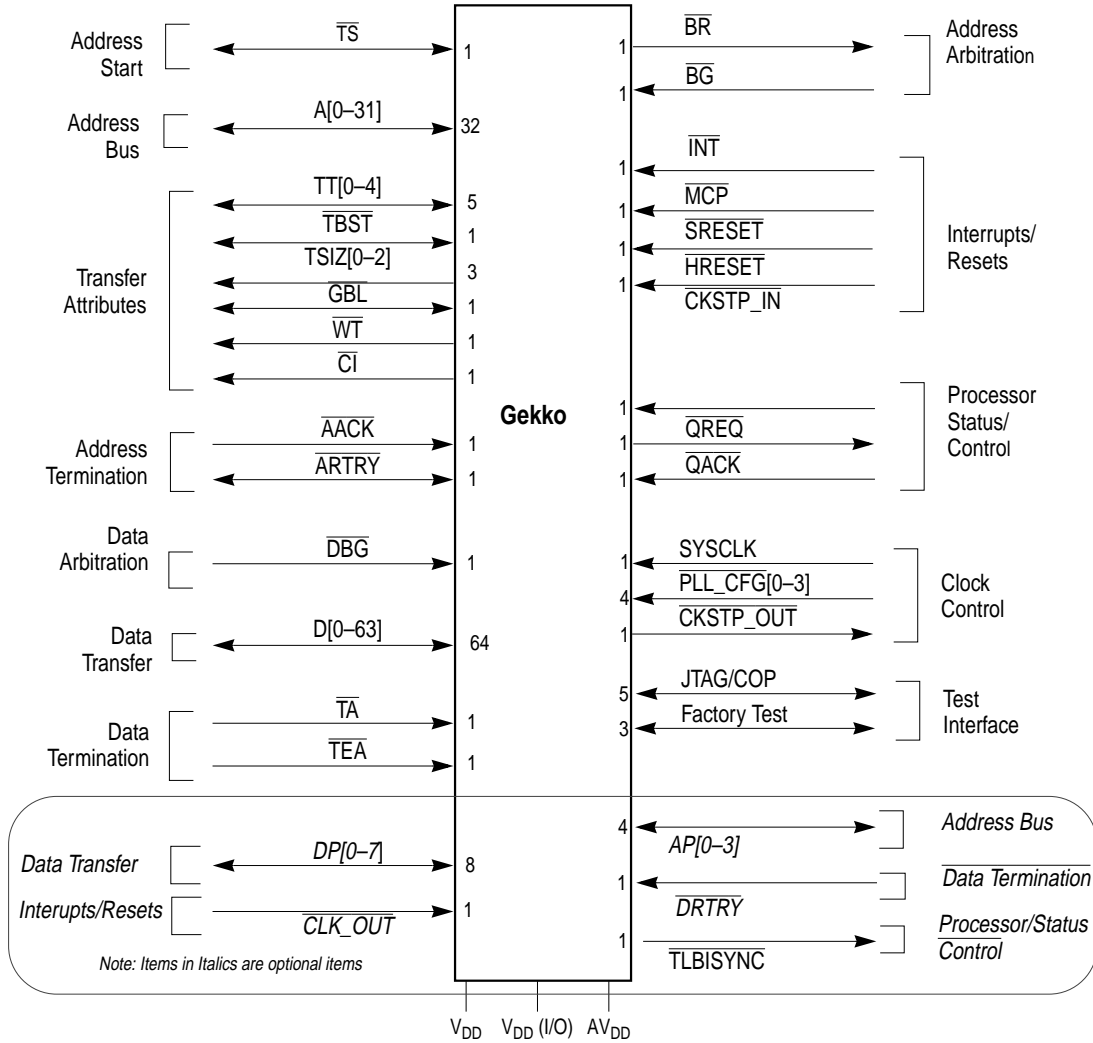 Address
Start
TS
1
Address
Bus
A[0–31]
32
Transfer
Attributes
TT[0–4]
5
TBST
1
TSIZ[0–2]
3
GBL
1
WT
1
CI
1
Address
Termination
AACK
1
ARTRY
1
Data
Arbitration
DBG
1
Data
Transfer
D[0–63]
64
Data
Termination
TA
1
TEA
1
Gekko
1
BR
1
BG
Address
Arbitration
1
INT
1
MCP
1
SRESET
1
HRESET
CKSTP_IN
Interrupts/
Resets
1
1
QREQ
1
QACK
Processor
Status/
Control
1
SYSCLK
4
PLL_CFG[0–3]
1
CKSTP_OUT
Clock
Control
5
JTAG/COP
3
Factory Test
Test
Interface
Data Transfer
DP[0–7]
8
Interupts/Resets
CLK_OUT
1
Note: Items in Italics are optional items
4
AP[0–3]
Address Bus
1
DRTRY
Data Termination
1
TLBISYNC
Processor/Status
Control
VDD
VDD (I/O)
AVDD